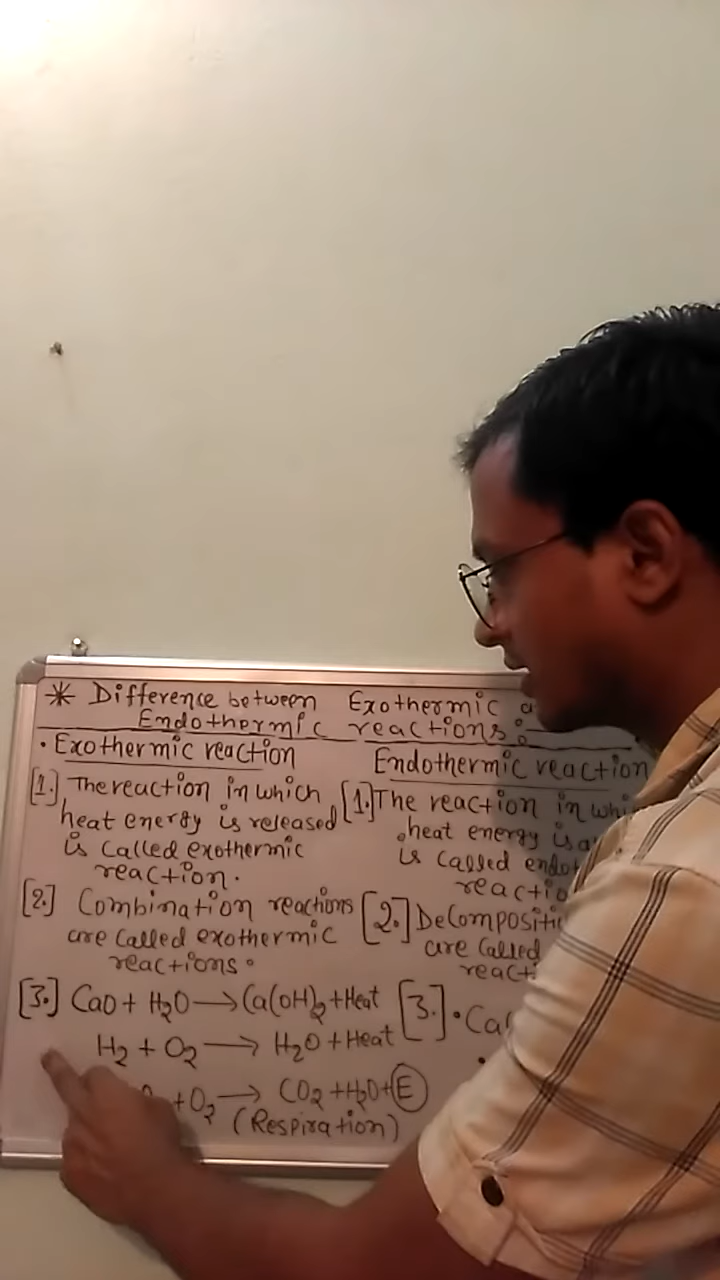 * Difference between Exothermic
Endothermic reactions:
• Exothermic reaction
[1.] The reaction in which
heat energy is released
is called exothermic
reaction.
[2.] Combination reactions
are called exothermic
reactions.
[3.] CaO + H₂O → Ca(OH)₂ + Heat
H₂ + O₂ → H₂O + Heat
+ O₂ → CO₂ + H₂O + E
(Respiration)
Endothermic reaction
[1.] The reaction in
heat energy is
is called
[2.]
are called
[3.] •